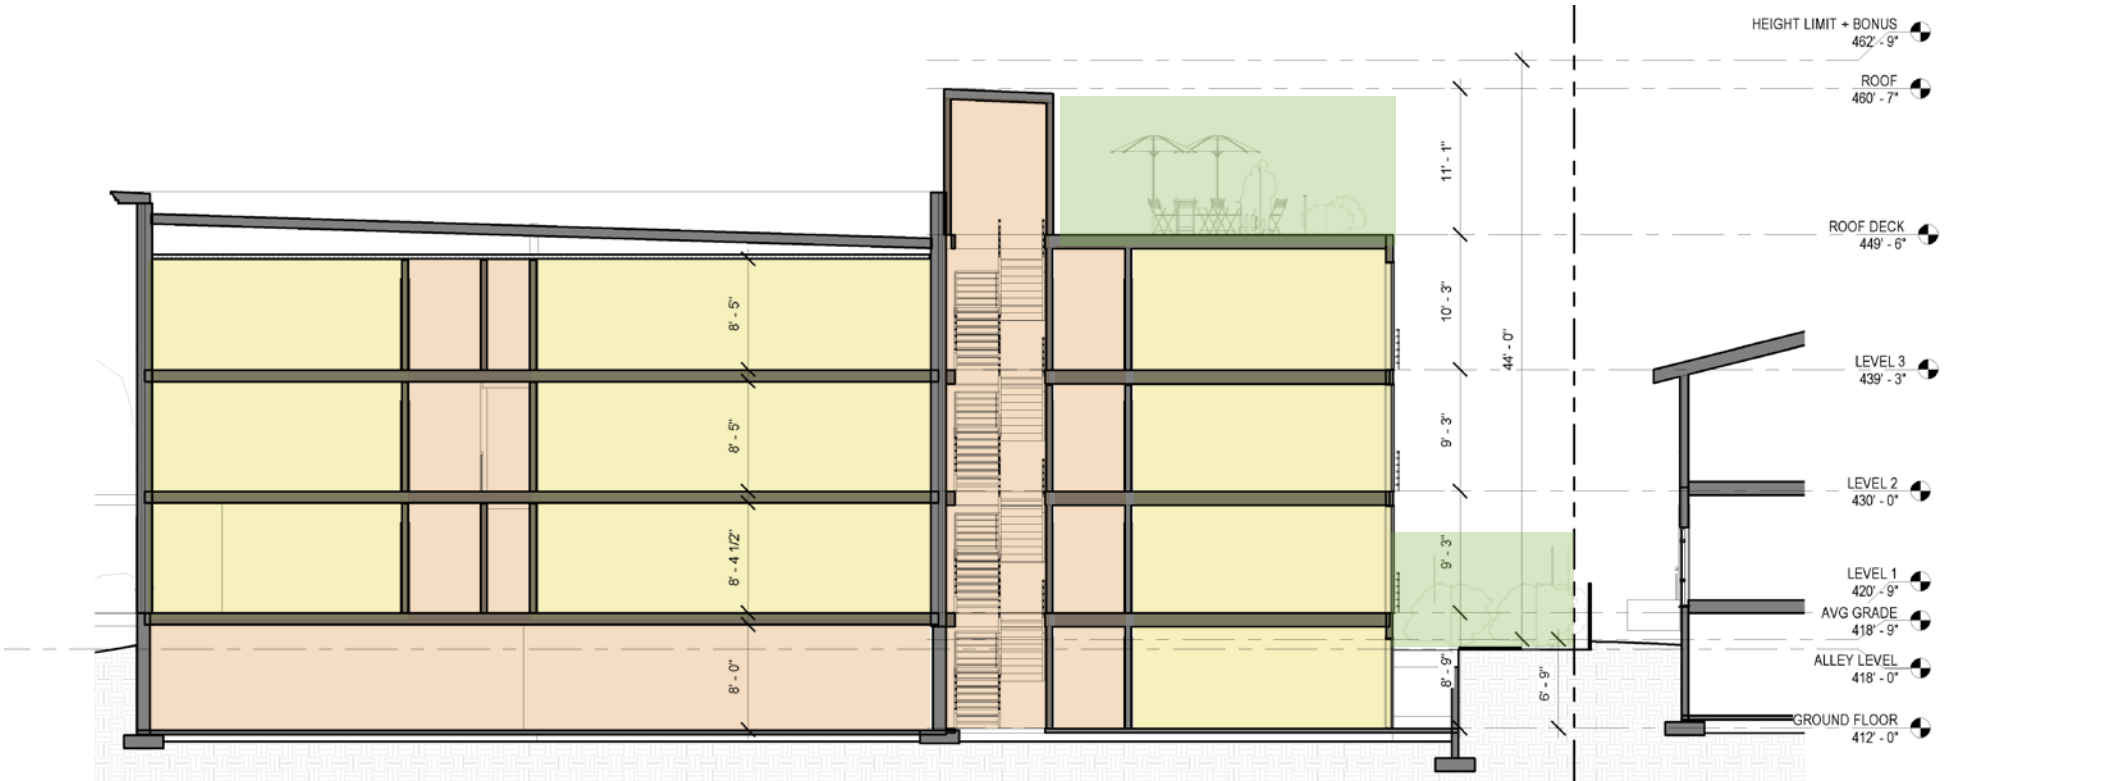 HEIGHT LIMIT + BONUS
462' - 9"
ROOF
460' - 7"
11' - 1"
ROOF DECK
449' - 6"
8' - 5"
10' - 3"
44' - 0"
LEVEL 3
439' - 3"
8' - 5"
9' - 3"
LEVEL 2
430' - 0"
8' - 4 1/2"
9' - 3"
LEVEL 1
420' - 9"
AVG GRADE
418' - 9"
8' - 0"
8' - 9"
6' - 9"
ALLEY LEVEL
418' - 0"
GROUND FLOOR
412' - 0"